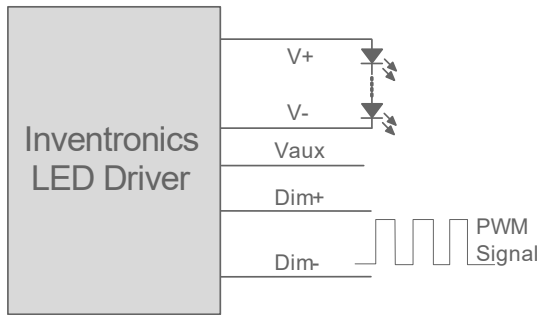 Inventronics
LED Driver
V+
V-
Vaux
Dim+
Dim-
PWM
Signal